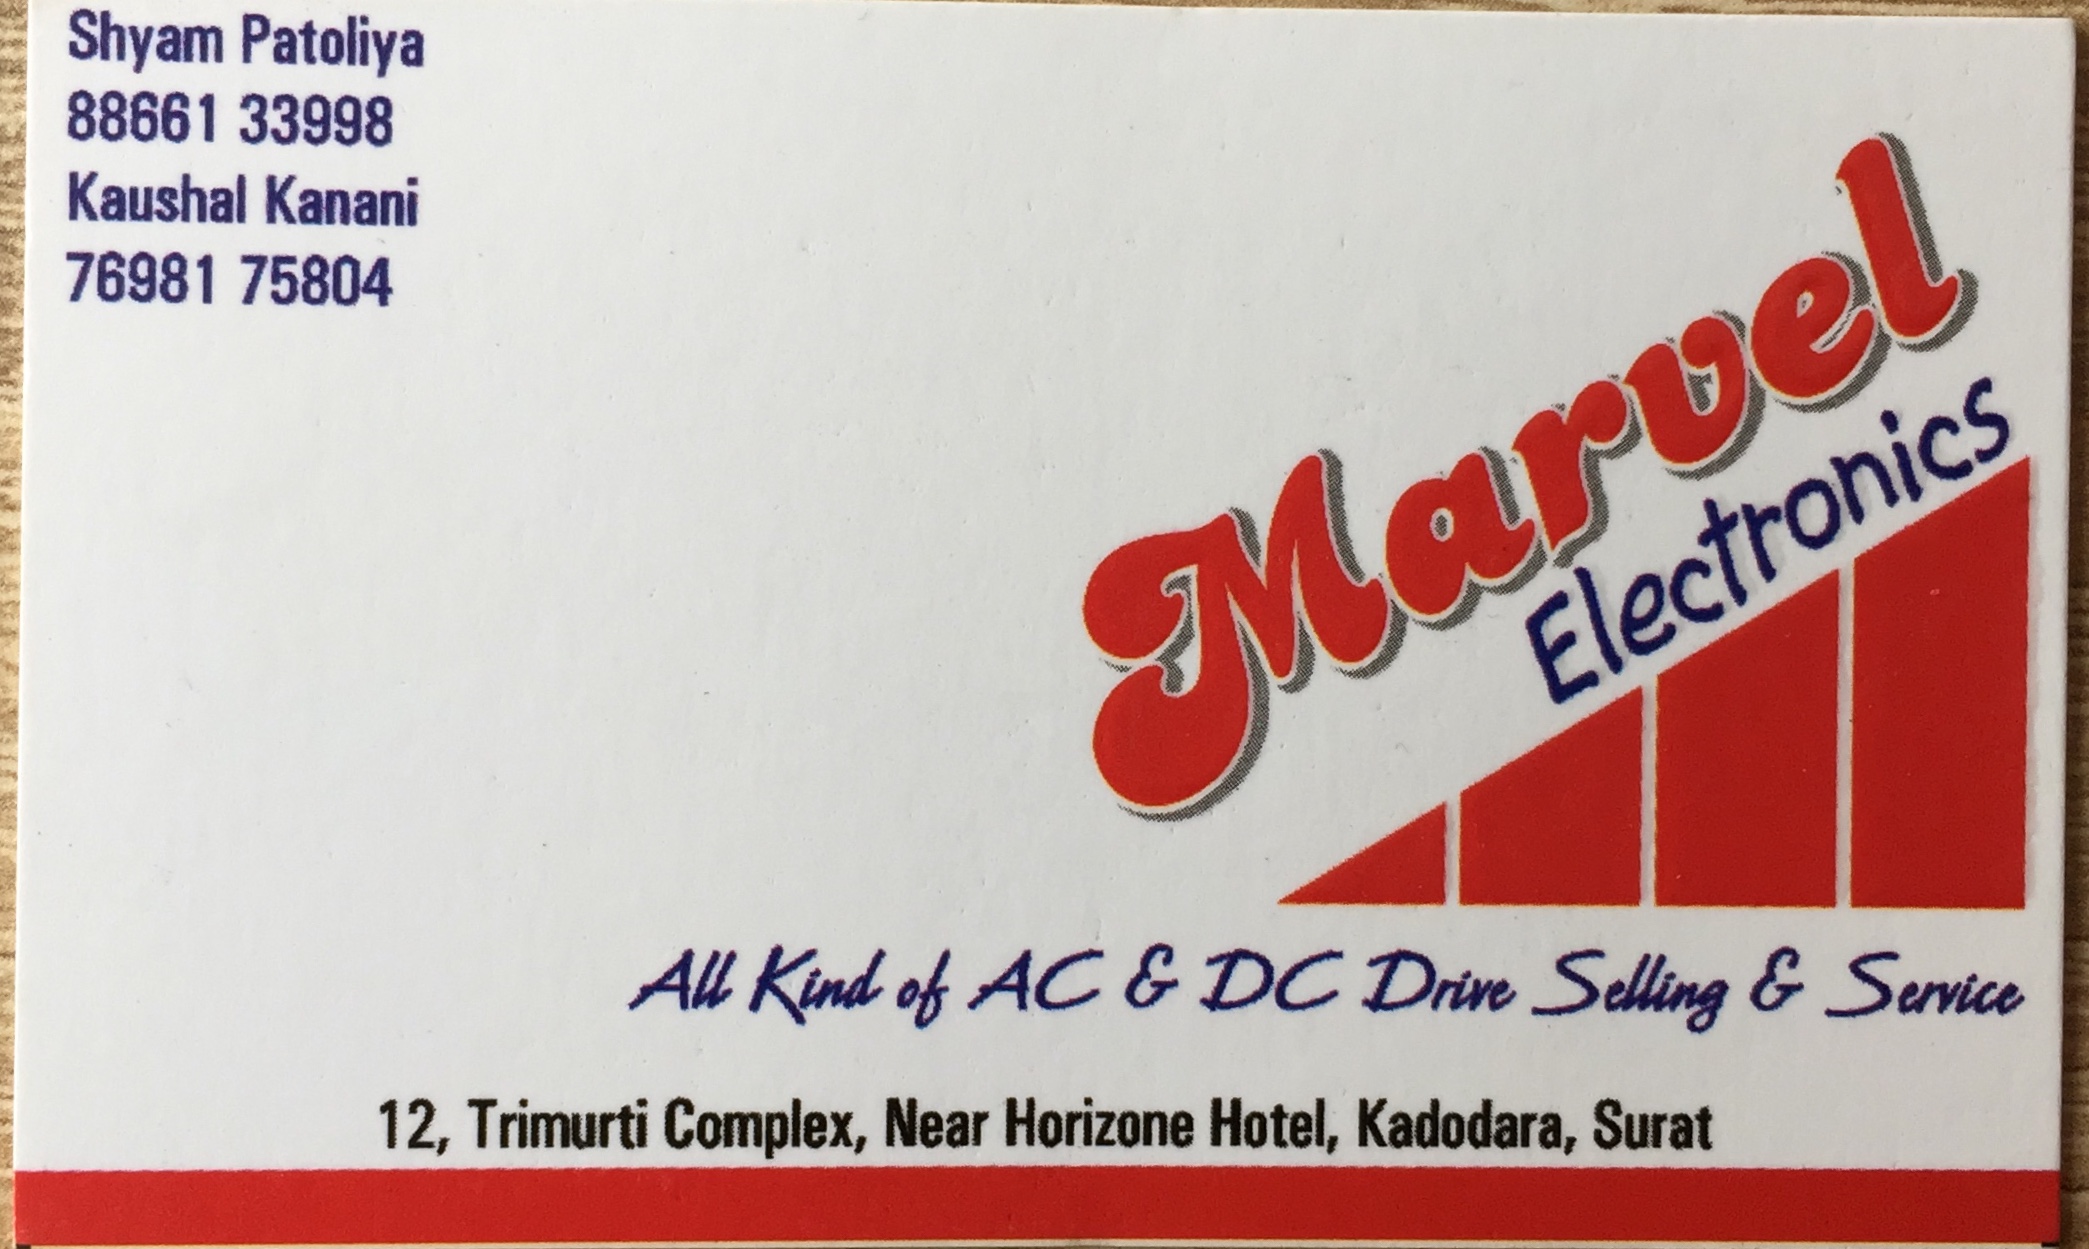 Shyam Patoliya
88661 33998
Kaushal Kanani
76981 75804
Marvel
Electronics
All Kind of AC & DC Drive Selling & Service
12, Trimurti Complex, Near Horizone Hotel, Kadodara, Surat